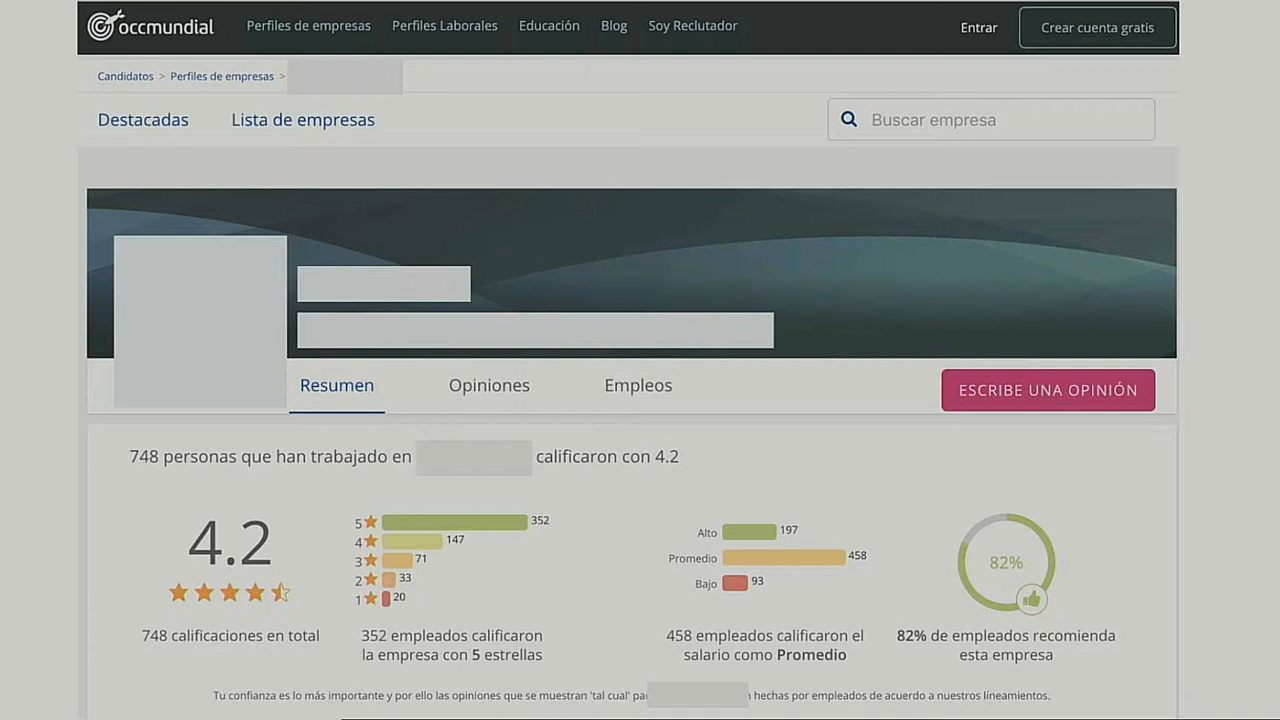 occmundial Perfiles de empresas Perfiles Laborales Educación Blog Soy Reclutador Entrar Crear cuenta gratis
Candidatos > Perfiles de empresas >
Destacadas Lista de empresas Buscar empresa
Resumen Opiniones Empleos ESCRIBE UNA OPINIÓN
748 personas que han trabajado en calificaron con 4.2
4.2
748 calificaciones en total
5 352
4 147
3 71
2 33
1 20
352 empleados calificaron
la empresa con 5 estrellas
Alto 197
Promedio 458
Bajo 93
458 empleados calificaron el
salario como Promedio
82%
82% de empleados recomienda
esta empresa
Tu confianza es lo más importante y por ello las opiniones que se muestran 'tal cual' hechas por empleados de acuerdo a nuestros líneamientos.